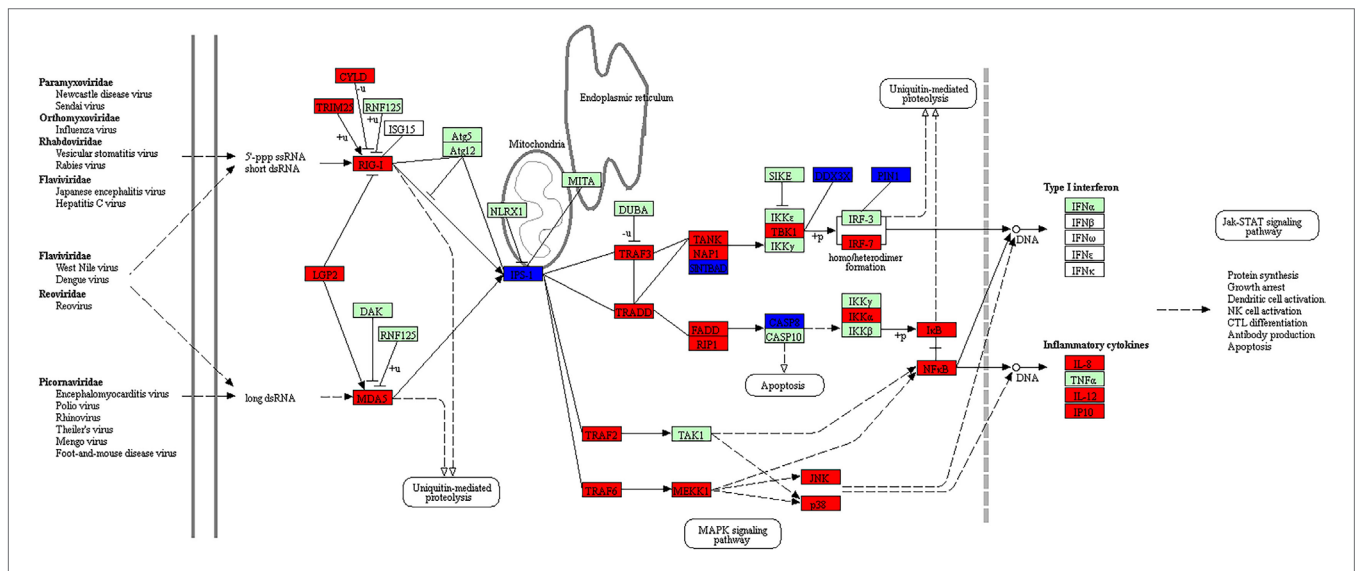 Paramyxoviridae
Newcastle disease virus
Sendai virus
Orthomyxoviridae
Influenza virus
Rhabdoviridae
Vesicular stomatitis virus
Rabies virus
Flaviviridae
Japanese encephalitis virus
Hepatitis C virus
Flaviviridae
West Nile virus
Dengue virus
Reoviridae
Reovirus
Picornaviridae
Encephalomyocarditis virus
Polio virus
Rhinovirus
Theiler's virus
Mengo virus
Foot-and-mouse disease virus
5'-ppp ssRNA
short dsRNA
long dsRNA
CYLD
-u
TRIM25
RNF125
+u
+u
ISG15
RIG-I
Atg5
Atg12
LGP2
DAK
RNF125
+u
MDA5
Uniquitin-mediated
proteolysis
Endoplasmic reticulum
Mitochondria
MITA
NLRX1
IPS-1
DUBA
-u
TRAF3
TRADD
TANK
NAP1
FADD
RIP1
TRAF2
TAK1
TRAF6
MEKK1
MAPK signaling
pathway
SIKE
DDX3X
PIN1
IKKε
TBK1
IKKγ
+p
IRF-3
IRF-7
homo/heterodimer
formation
CASP8
CASP10
Apoptosis
IKKγ
IKKα
IKKβ
+p
IκB
NFκB
JNK
p38
Uniquitin-mediated
proteolysis
DNA
DNA
Type I interferon
IFNα
IFNβ
IFNω
IFNε
IFNκ
Inflammatory cytokines
IL-8
TNFα
IL-12
IP10
Jak-STAT signaling
pathway
Protein synthesis
Growth arrest
Dendritic cell activation
NK cell activation
CTL differentiation
Antibody production
Apoptosis